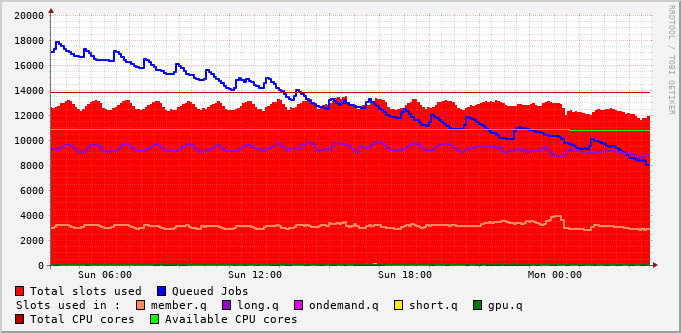 20000
18000
16000
14000
12000
10000
8000
6000
4000
2000
0
Sun 06:00 Sun 12:00 Sun 18:00 Mon 00:00
Total slots used Queued Jobs
Slots used in : member.q long.q ondemand.q short.q gpu.q
Total CPU cores Available CPU cores
RRDTOOL / TOBI OETIKER